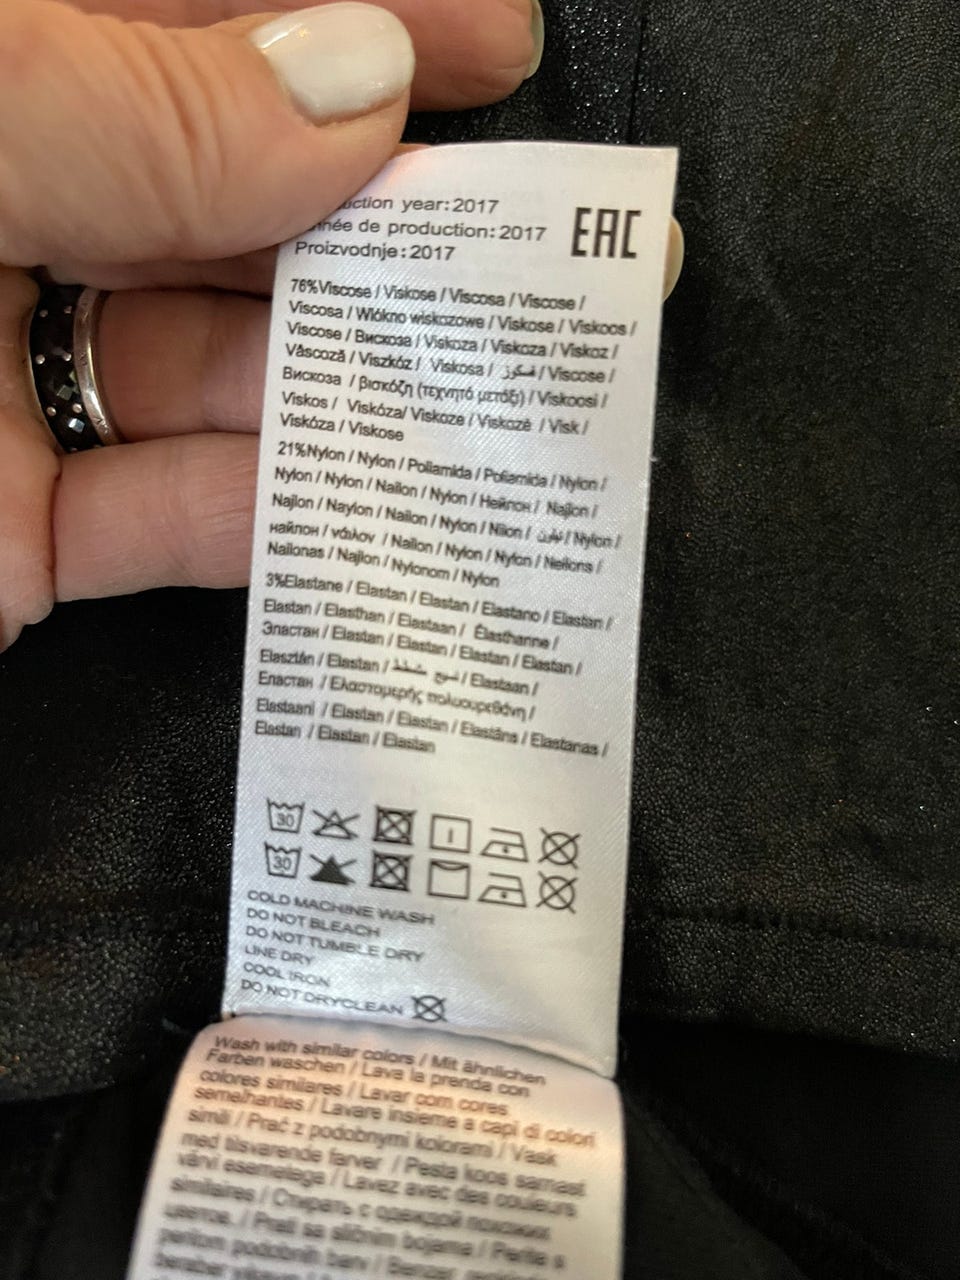 uction year:2017
née de production:2017
Proizvodnje:2017
EAC
76%Viscose / Viskose / Viscosa / Viscose /
Viscosa / Wlókno wiskozowe / Viskose / Viskoos /
Viscose / Вискоза / Viskoza / Viskoza / Viskoz /
Vâscoză / Viszkóz / Viskosa / فسكوز / Viscose /
Вискоза / βισκόζη (τεχνητό μετάξι) / Viskoosi /
Viskos / Viskóza/ Viskoze / Viskozė / Visk /
Viskóza / Viskose
21%Nylon / Nylon / Poliamida / Poliamida / Nylon /
Nylon / Nylon / Nailon / Nylon / Нейлон / Najlon /
Najlon / Naylon / Nailon / Nylon / Nilon / نايلون / Nylon /
найлон / νάιλον / Nailon / Nylon / Nylon / Neilons /
Nailonas / Najlon / Nylonom / Nylon
3%Elastane / Elastan / Elastan / Elastano / Elastan /
Elastan / Elasthan / Elastaan / Élasthanne /
Эластан / Elastan / Elastan / Elastan / Elastan /
Elasztán / Elastan / / Elastaan /
Еластан / Ελαστομερής πολυουρεθάνη /
Elastaani / Elastan / Elastan / Elastāns / Elastanas /
Elastan / Elastan / Elastan
30
30
COLD MACHINE WASH
DO NOT BLEACH
DO NOT TUMBLE DRY
LINE DRY
COOL IRON
DO NOT DRYCLEAN
Wash with similar colors / Mit ähnlichen
Farben waschen / Lava la prenda con
colores similares / Lavar com cores
semelhantes / Lavare insieme a capi di colori
simili / Prać z podobnymi kolorami / Vask
med tilsvarende farver / Pesta koos samast
värvi esemetega / Lavez avec des couleurs
similaires / Стирать с одеждой похожих
цветов. / Prati sa sličnim bojama / Perila s
perilom podobnih barv / Benzer
beraber